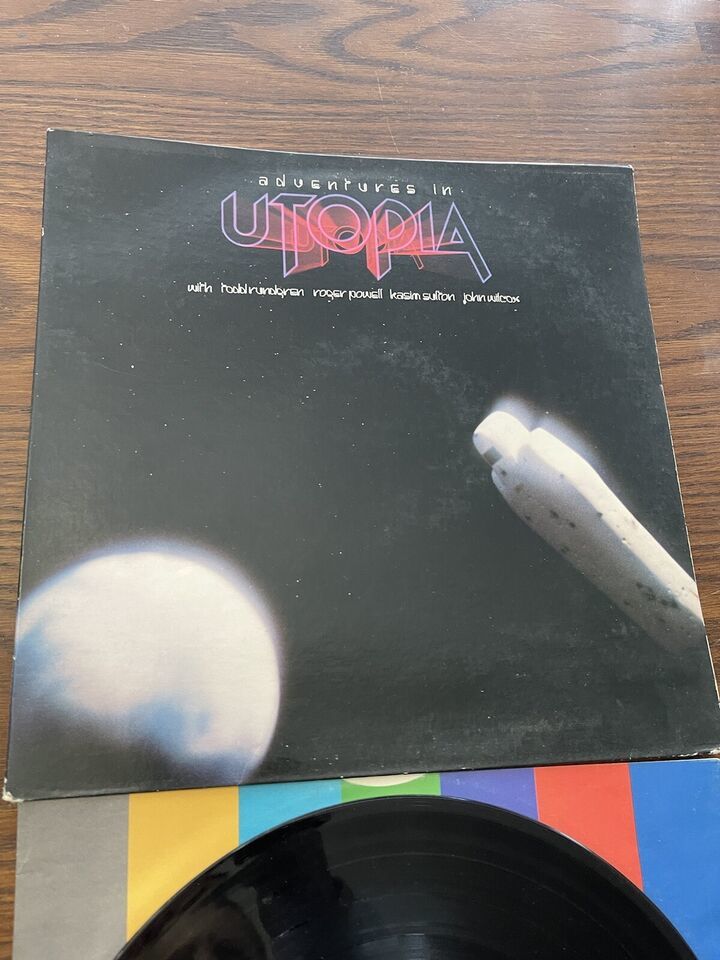 adventures in
UTOPIA
with todd rundgren roger powell kasim sulton john wilcox